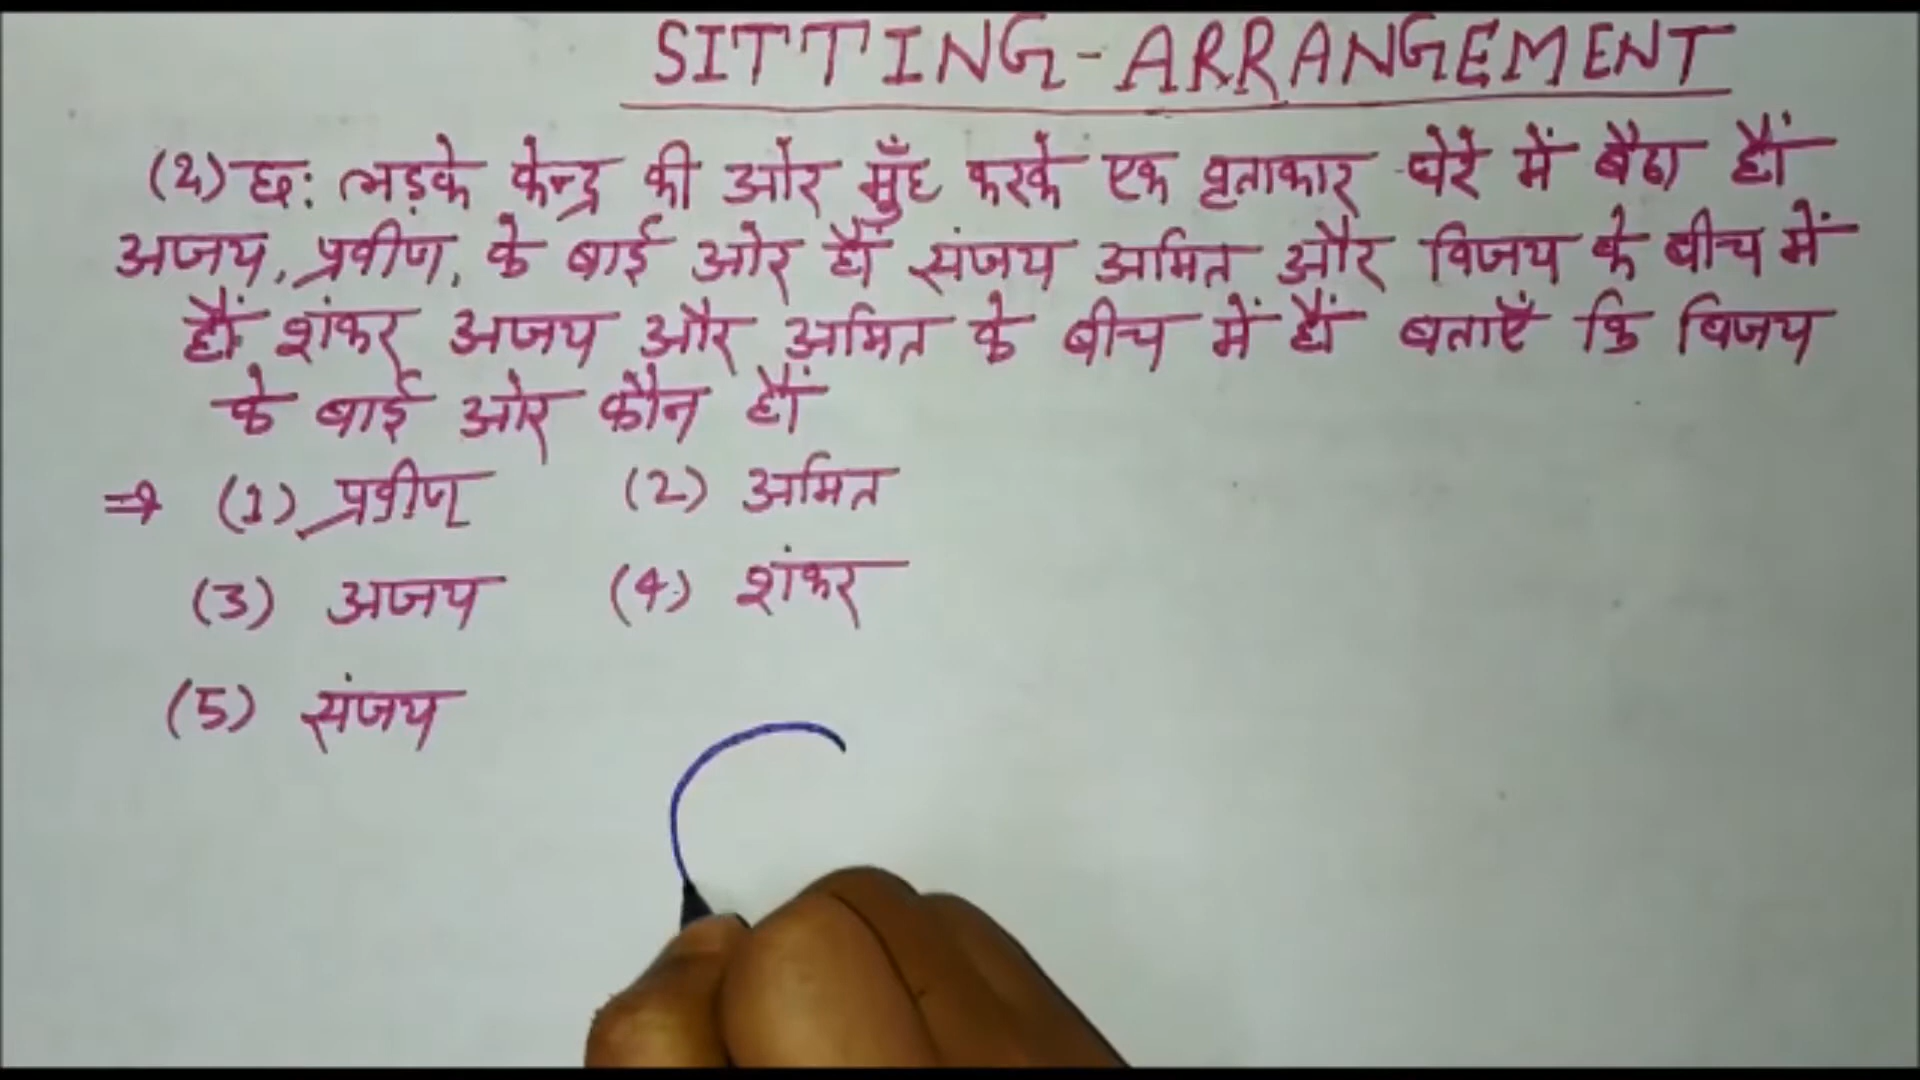 SITTING-ARRANGEMENT
(2) छः लड़के केन्द्र की ओर मुँह करके एक वृताकार घेरे में बैठा हैं
अजय, प्रवीण, के बाई ओर हैं संजय अमित और विजय के बीच में
हैं शंकर अजय और अमित के बीच में हैं बताएँ कि विजय
के बाई ओर कौन हैं
⇒ (1) प्रवीण (2) अमित
(3) अजय (4) शंकर
(5) संजय